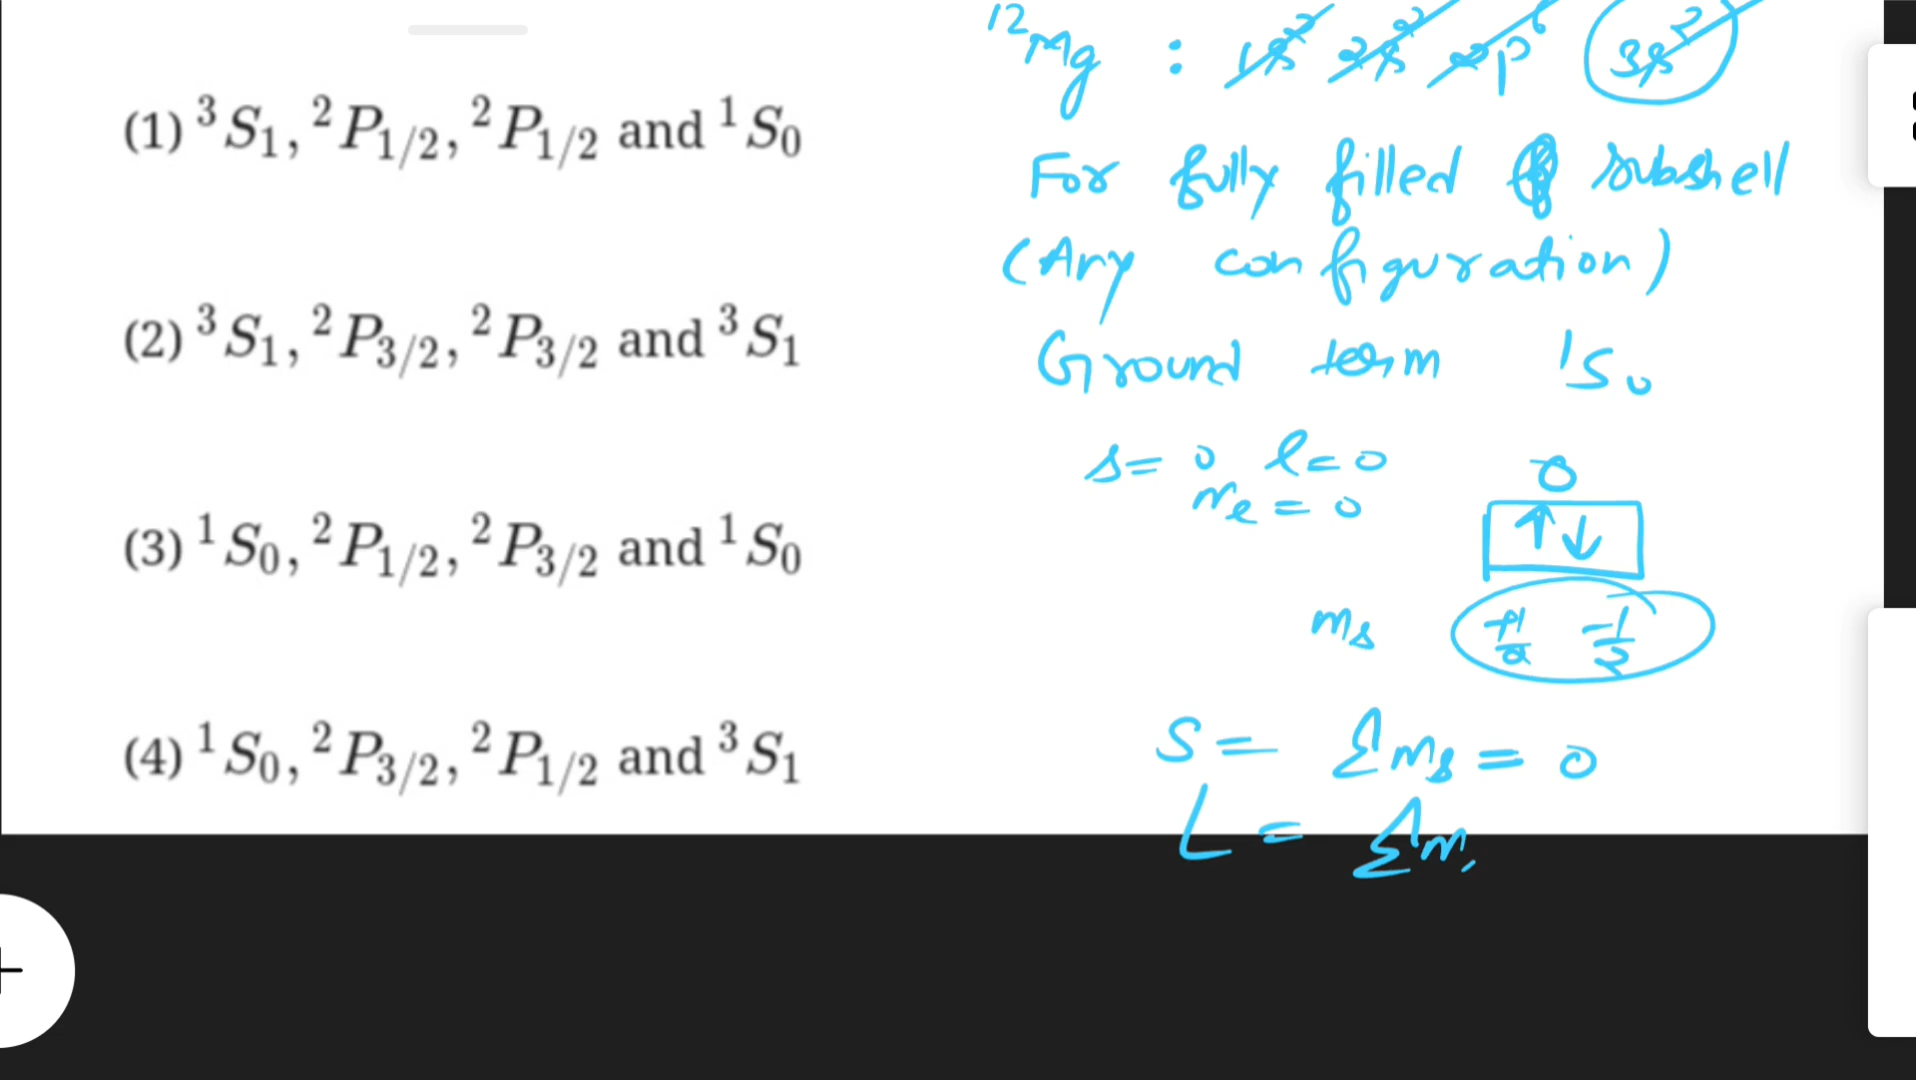 (1) ³S₁, ²P₁/₂, ²P₁/₂ and ¹S₀
(2) ³S₁, ²P₃/₂, ²P₃/₂ and ³S₁
(3) ¹S₀, ²P₁/₂, ²P₃/₂ and ¹S₀
(4) ¹S₀, ²P₃/₂, ²P₁/₂ and ³S₁
¹²Mg : 1s² 2s² 2p⁶ 3s²
For fully filled subshell
(Any configuration)
Ground term ¹S₀
s = 0 l = 0
mₑ = 0
0
↑↓
mₛ +1/2 -1/2
S = Σmₛ = 0
L = Σm